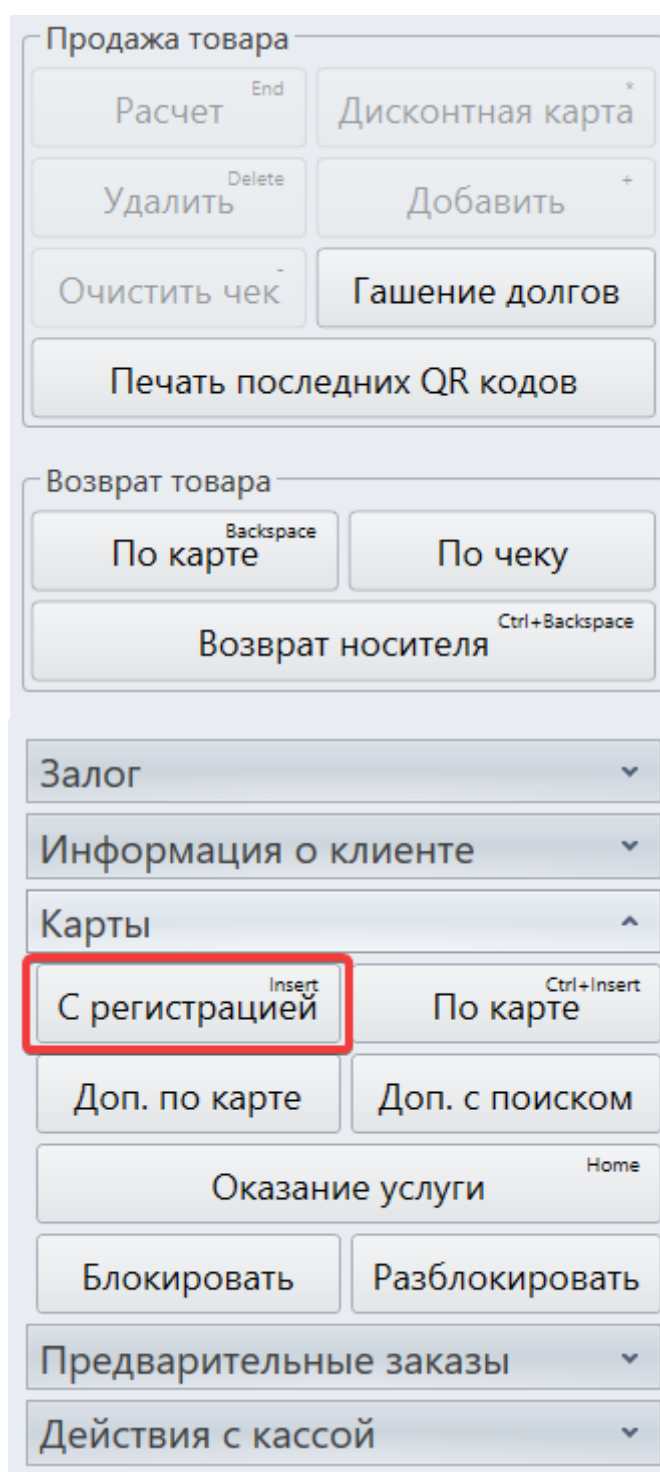 Продажа товара
Расчет End
Дисконтная карта *
Удалить Delete
Добавить +
Очистить чек -
Гашение долгов
Печать последних QR кодов
Возврат товара
По карте Backspace
По чеку
Возврат носителя Ctrl+Backspace
Залог
Информация о клиенте
Карты
С регистрацией Insert
По карте Ctrl+Insert
Доп. по карте
Доп. с поиском
Оказание услуги Home
Блокировать
Разблокировать
Предварительные заказы
Действия с кассой